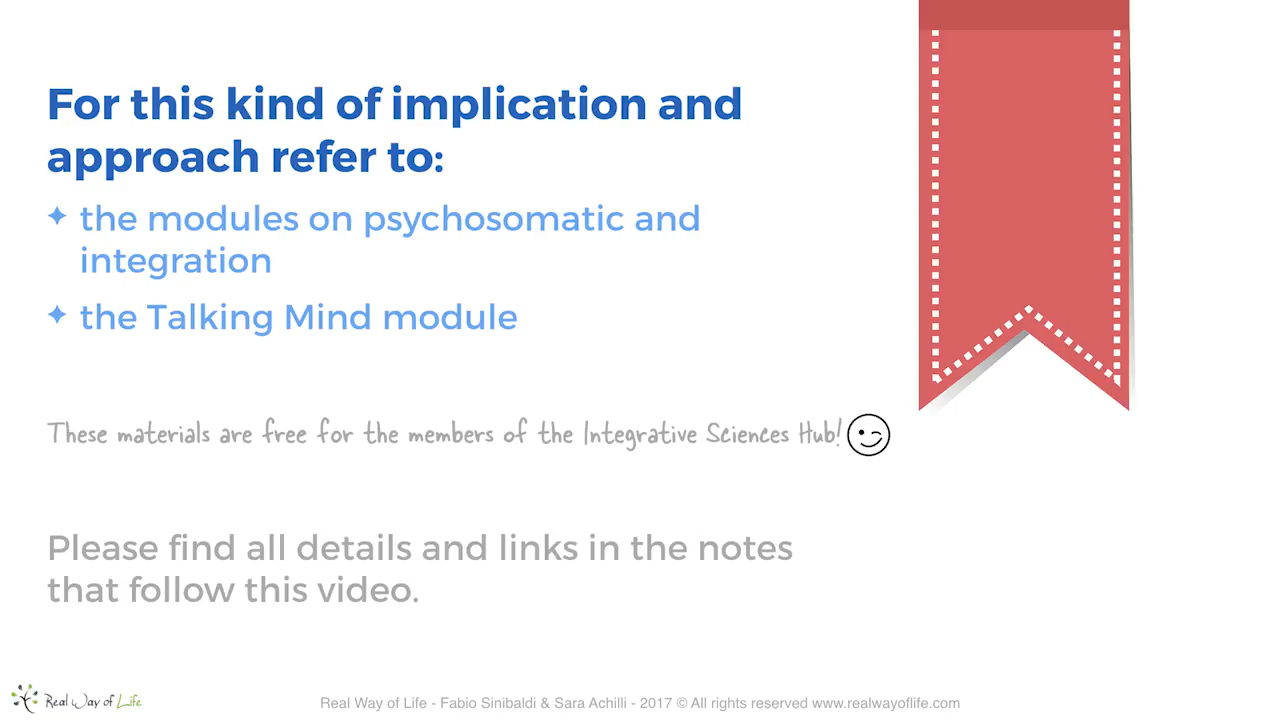 For this kind of implication and
approach refer to:
the modules on psychosomatic and
integration
the Talking Mind module
These materials are free for the members of the Integrative Sciences Hub!
Please find all details and links in the notes
that follow this video.
Real Way of Life
Real Way of Life - Fabio Sinibaldi & Sara Achilli - 2017 © All rights reserved www.realwayoflife.com